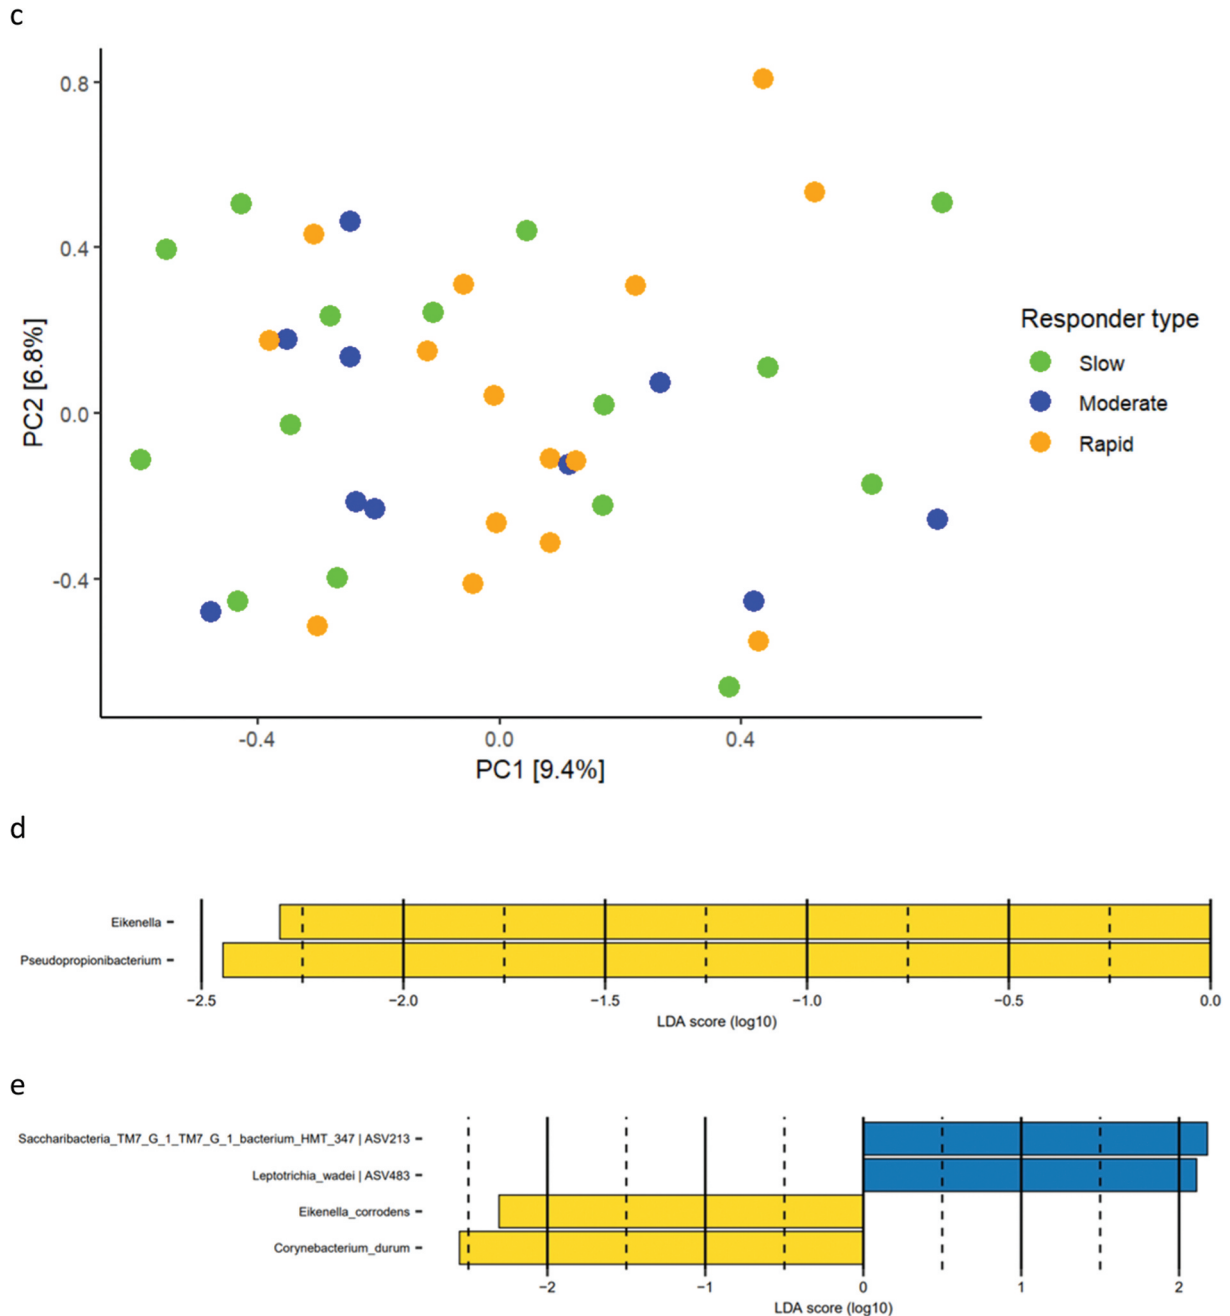 c
0.8
0.4
0.0
-0.4
PC2 [6.8%]
-0.4 0.0 0.4
PC1 [9.4%]
Responder type
Slow
Moderate
Rapid
d
Eikenella
Pseudopropionibacterium
−2.5 −2.0 −1.5 −1.0 −0.5 0.0
LDA score (log10)
e
Saccharibacteria_TM7_G_1_TM7_G_1_bacterium_HMT_347 | ASV213
Leptotrichia_wadei | ASV483
Eikenella_corrodens
Corynebacterium_durum
−2 −1 0 1 2
LDA score (log10)